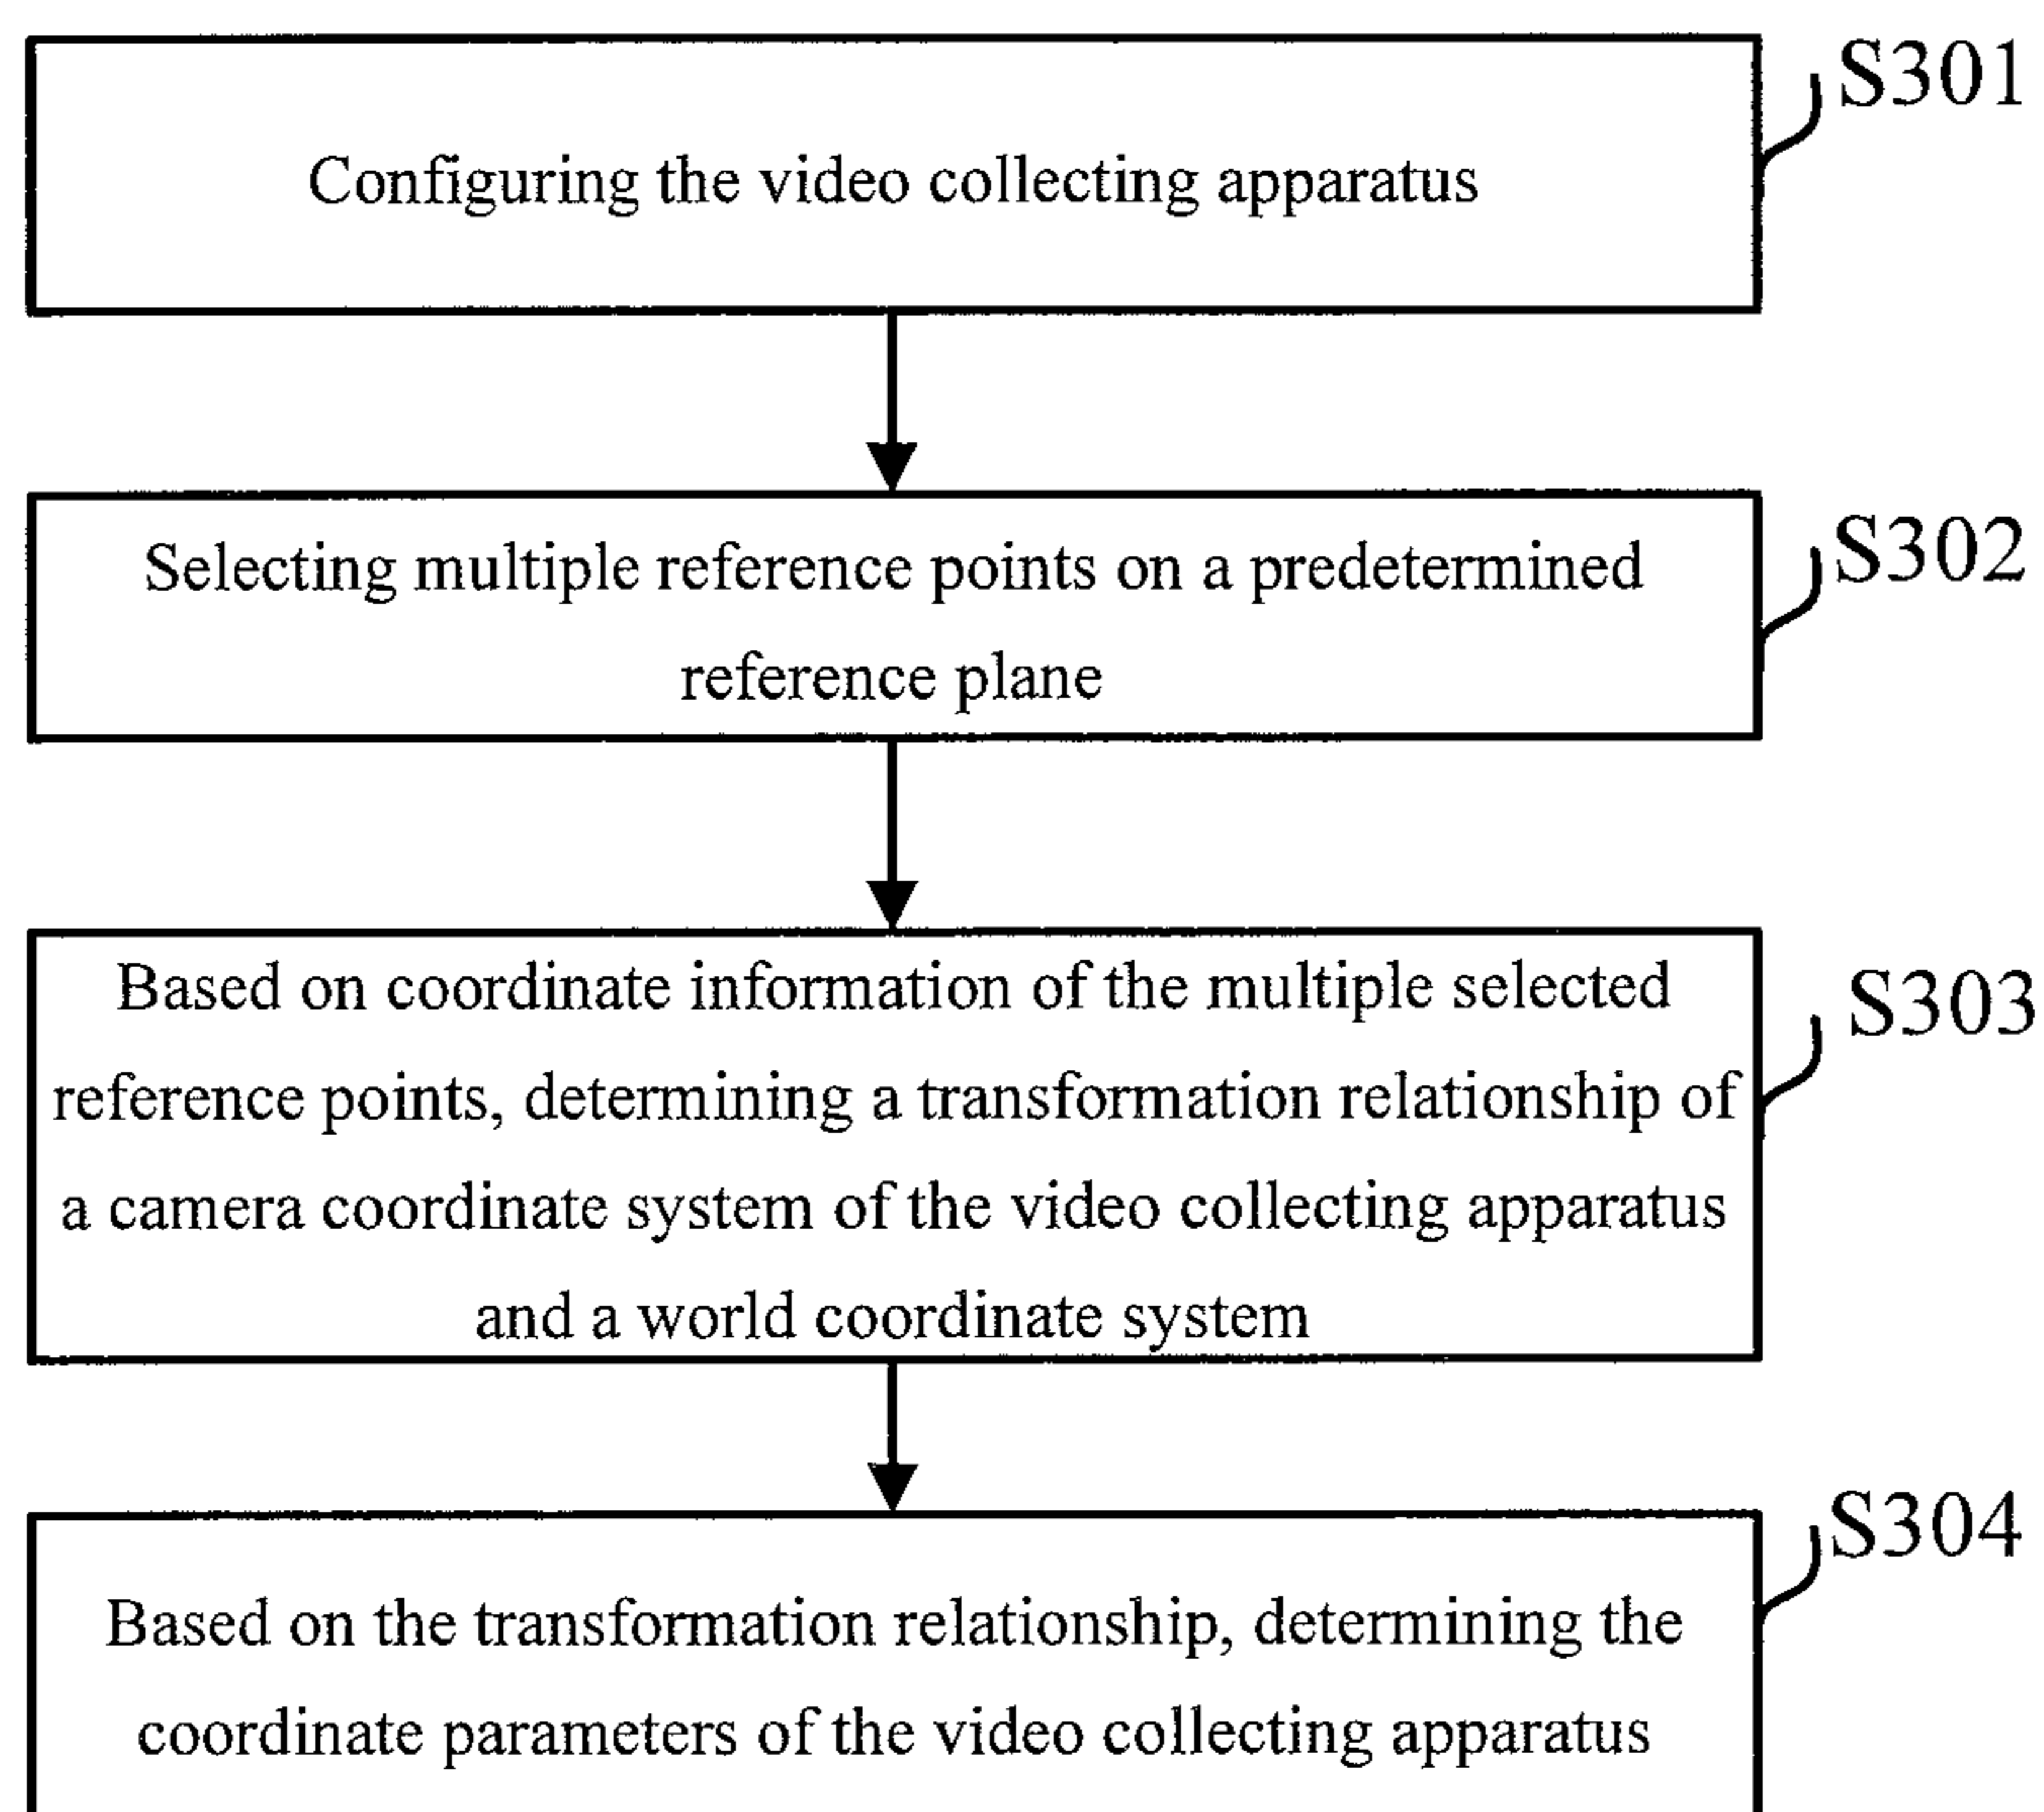 S301
Configuring the video collecting apparatus
S302
Selecting multiple reference points on a predetermined
reference plane
S303
Based on coordinate information of the multiple selected
reference points, determining a transformation relationship of
a camera coordinate system of the video collecting apparatus
and a world coordinate system
S304
Based on the transformation relationship, determining the
coordinate parameters of the video collecting apparatus